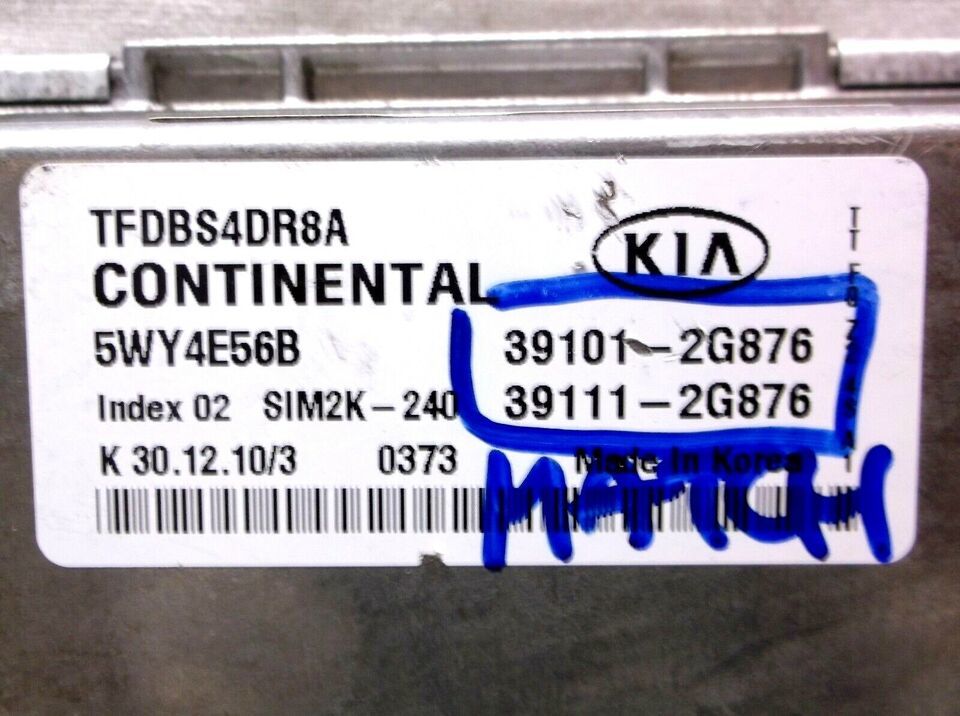 TFDBS4DR8A
KIA
CONTINENTAL
5WY4E56B 39101-2G876
Index 02 SIM2K-240 39111-2G876
K 30.12.10/3 0373 Made In Korea
MATCH